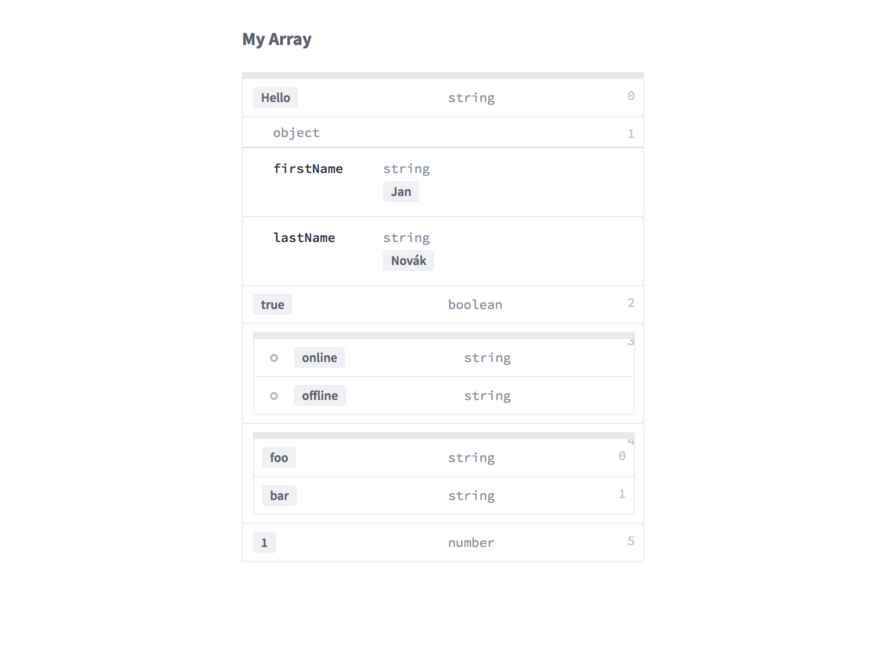 My Array
Hello string 0
object 1
firstName string
Jan
lastName string
Novák
true boolean 2
3
online string
offline string
4
foo string 0
bar string 1
1 number 5